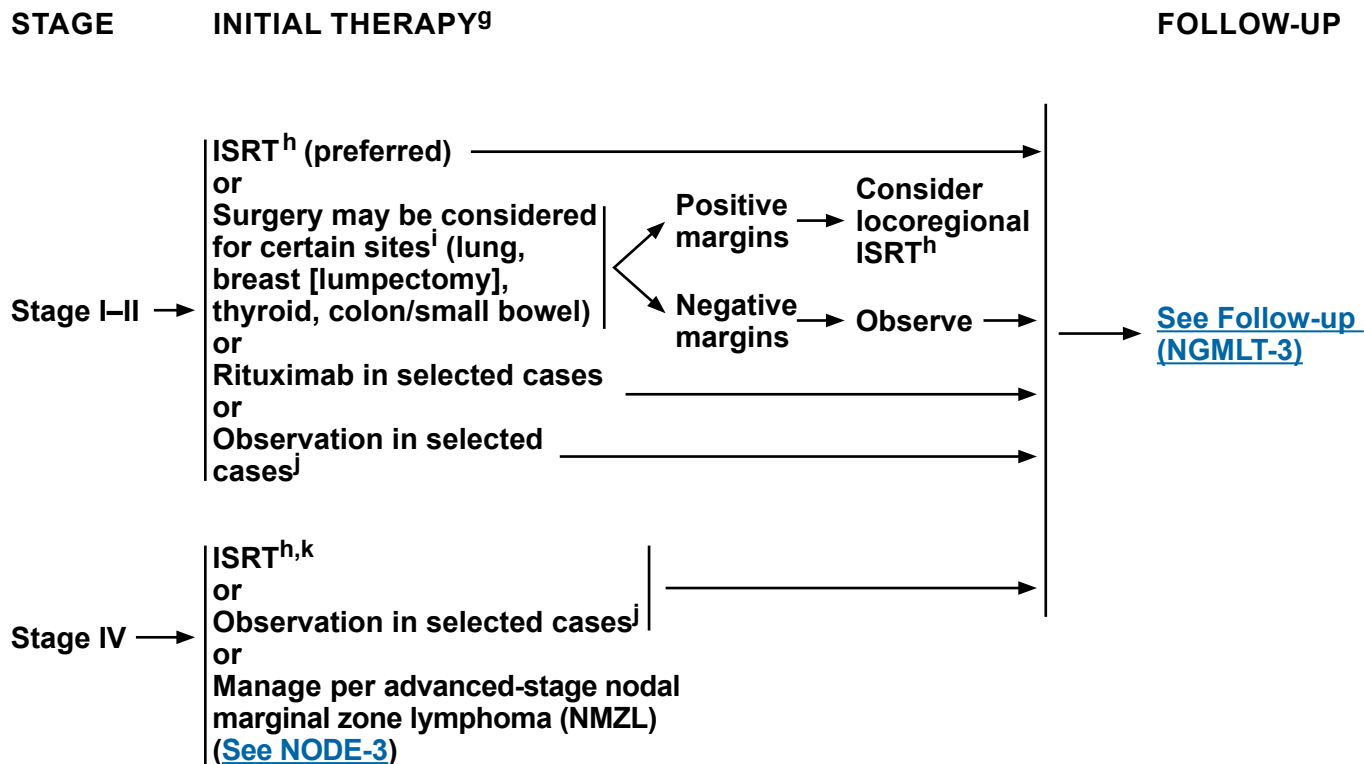 STAGE INITIAL THERAPYg FOLLOW-UP
Stage I–II
ISRTh (preferred)
or
Surgery may be considered
for certain sitesi (lung,
breast [lumpectomy],
thyroid, colon/small bowel)
or
Rituximab in selected cases
or
Observation in selected
casesj
Positive
margins
Consider
locoregional
ISRTh
Negative
margins
Observe
Stage IV
ISRTh,k
or
Observation in selected casesj
or
Manage per advanced-stage nodal
marginal zone lymphoma (NMZL)
(See NODE-3)
See Follow-up
(NGMLT-3)